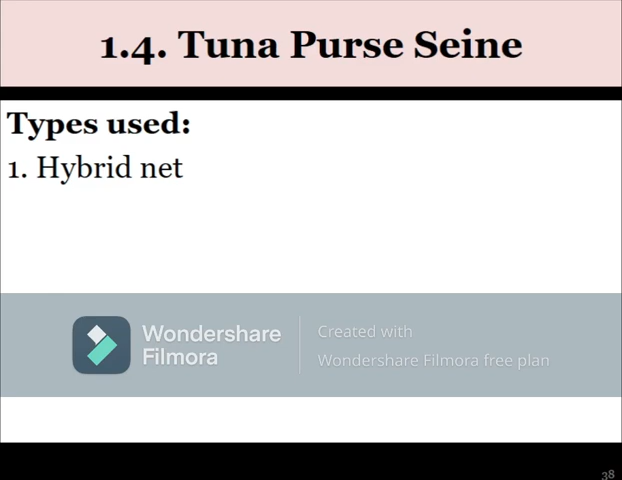 1.4. Tuna Purse Seine
Types used:
1. Hybrid net
Wondershare
Filmora
Created with
Wondershare Filmora free plan
38